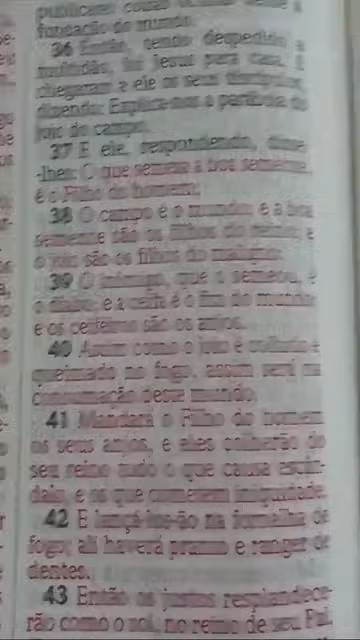 publicarei coisas
fundação do mundo.
36 Então, tendo despedido a
multidão, foi Jesus para casa. E
chegaram a ele os seus discípulos,
dizendo: Explica-nos a parábola do
joio do campo.
37 E ele, respondendo, disse-
-lhes: O que semeia a boa semente,
é o Filho do homem;
38 O campo é o mundo; e a boa
semente são os filhos do reino; e
o joio são os filhos do maligno;
39 O inimigo, que o semeou, é
o diabo; e a ceifa é o fim do mundo;
e os ceifeiros são os anjos.
40 Assim como o joio é colhido e
queimado no fogo, assim será na
consumação deste mundo.
41 Mandará o Filho do homem
os seus anjos, e eles colherão do
seu reino tudo o que causa escân-
dalo, e os que cometem iniquidade.
42 E lançá-los-ão na fornalha de
fogo; ali haverá pranto e ranger de
dentes.
43 Então os justos resplandece-
rão como o sol, no reino de seu Pai.